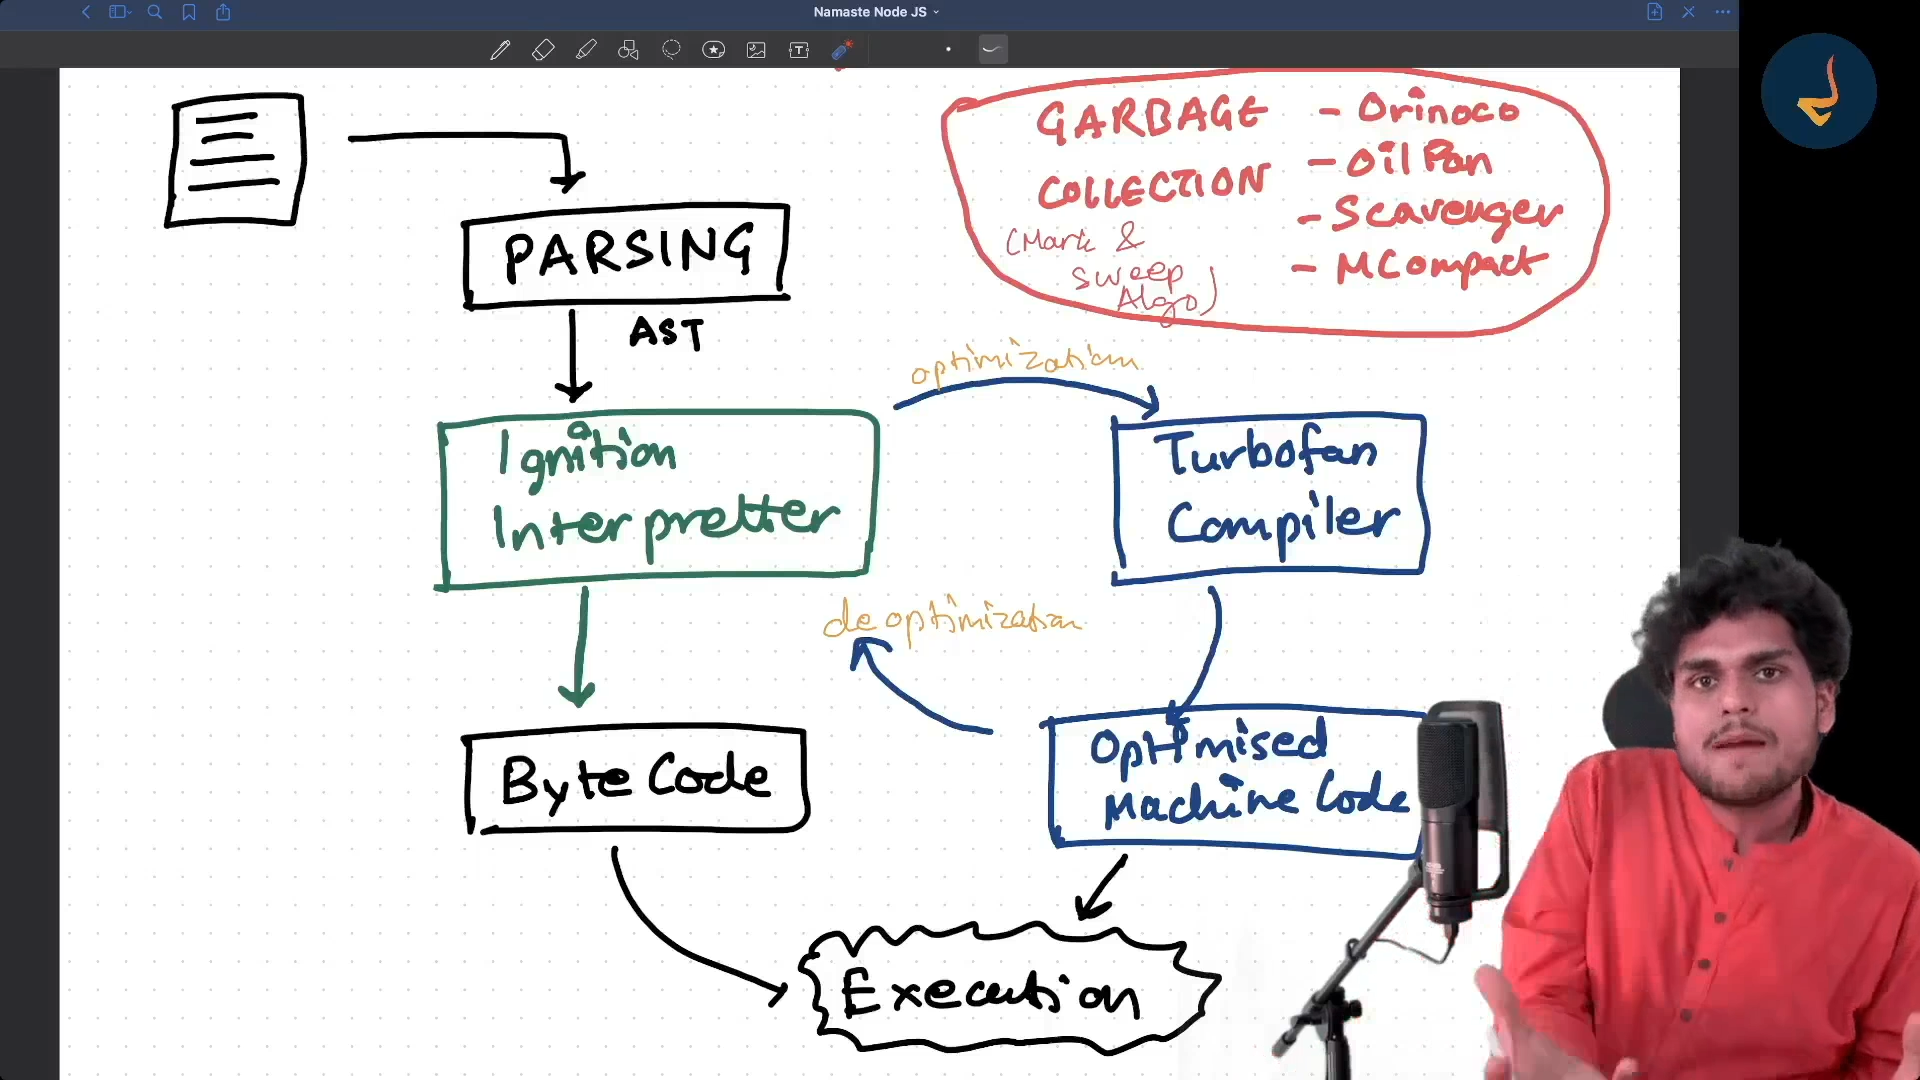 Namaste Node JS
T
GARBAGE - Orinoco
COLLECTION - Oil Pan
(Mark & - Scavenger
sweep - MCompact
Algo)
PARSING
AST
optimization
Ignition
Interpretter
Turbofan
Compiler
deoptimization
Byte Code
Optimised
Machine Code
Execution